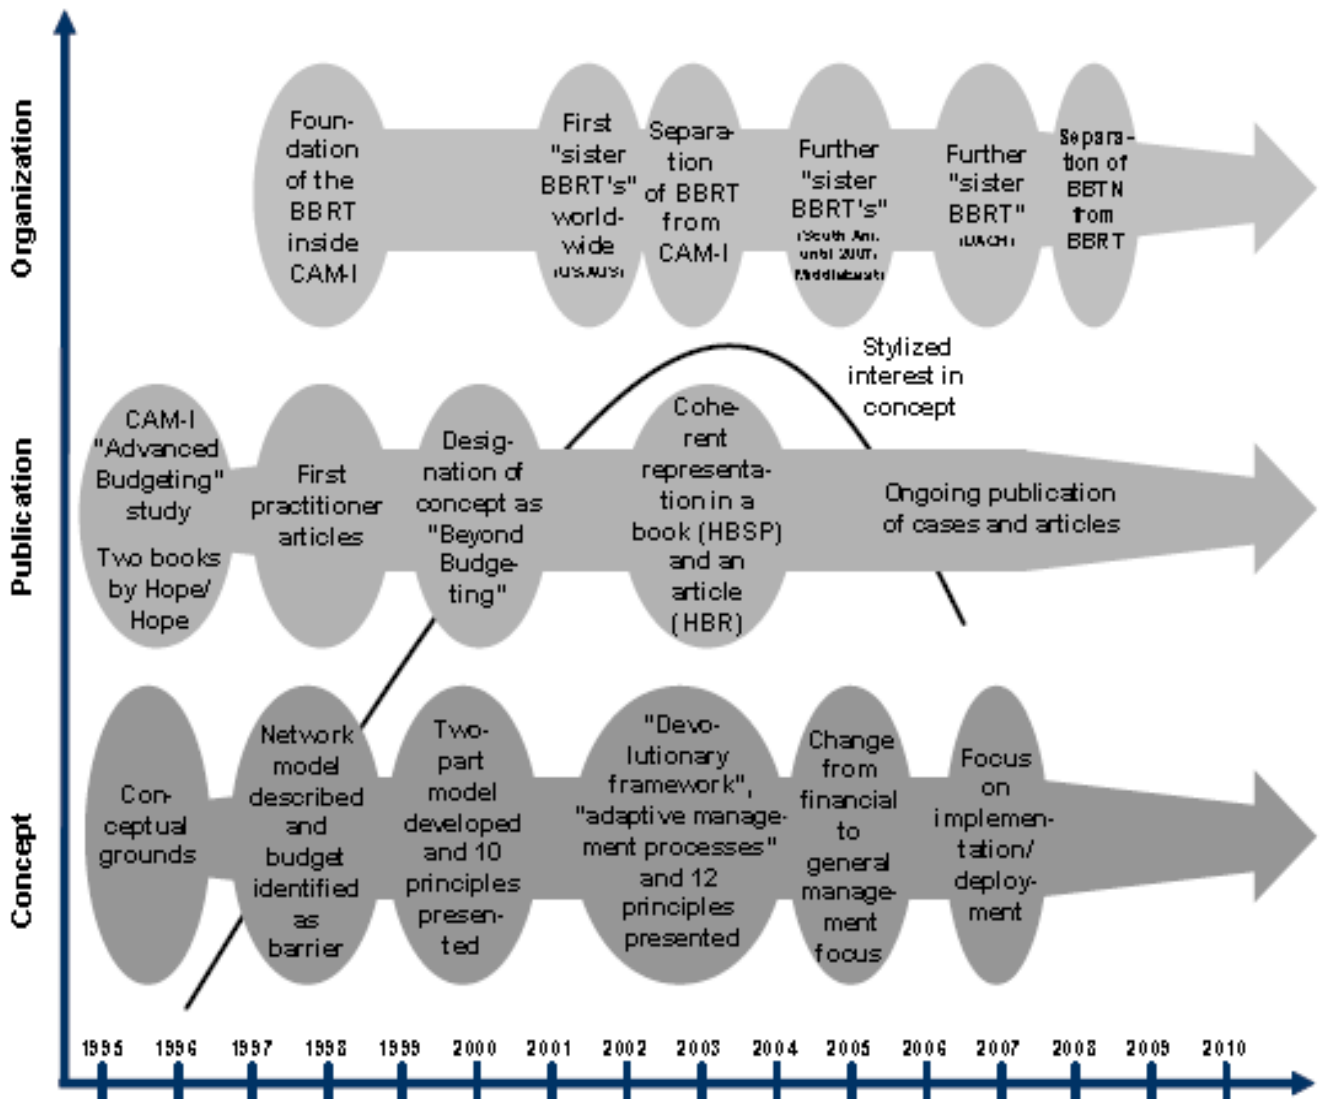 Organization
Foun-
dation
of the
BBRT
inside
CAM-I
First
"sister
BBRT's"
world-
wide
(US/AUS)
Separa-
tion
of BBRT
from
CAM-I
Further
"sister
BBRT's"
(South Am.
until 2007,
Middleeast)
Further
"sister
BBRT"
(DACH)
Separa-
tion of
BBTN
from
BBRT
Stylized
interest in
concept
Publication
CAM-I
"Advanced
Budgeting"
study
Two books
by Hope/
Hope
First
practitioner
articles
Desig-
nation of
concept as
"Beyond
Budge-
ting"
Cohe-
rent
representa-
tion in a
book (HBSP)
and an
article
(HBR)
Ongoing publication
of cases and articles
Concept
Con-
ceptual
grounds
Network
model
described
and
budget
identified
as
barrier
Two-
part
model
developed
and 10
principles
presen-
ted
"Devo-
lutionary
framework",
"adaptive manage-
ment processes"
and 12
principles
presented
Change
from
financial
to
general
manage-
ment
focus
Focus
on
implemen-
tation/
deploy-
ment
1995 1996 1997 1998 1999 2000 2001 2002 2003 2004 2005 2006 2007 2008 2009 2010